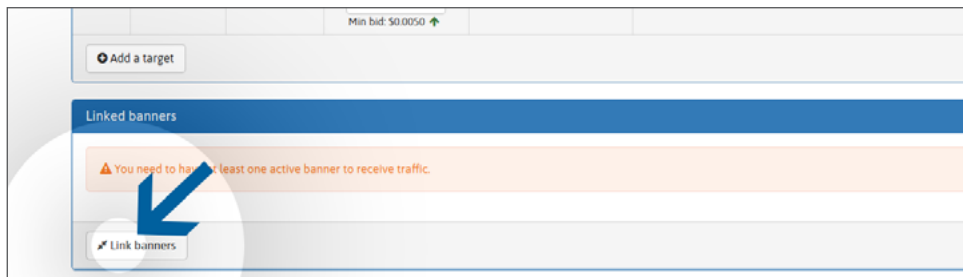 Min bid: $0.0050
Add a target
Linked banners
You need to have least one active banner to receive traffic.
Link banners